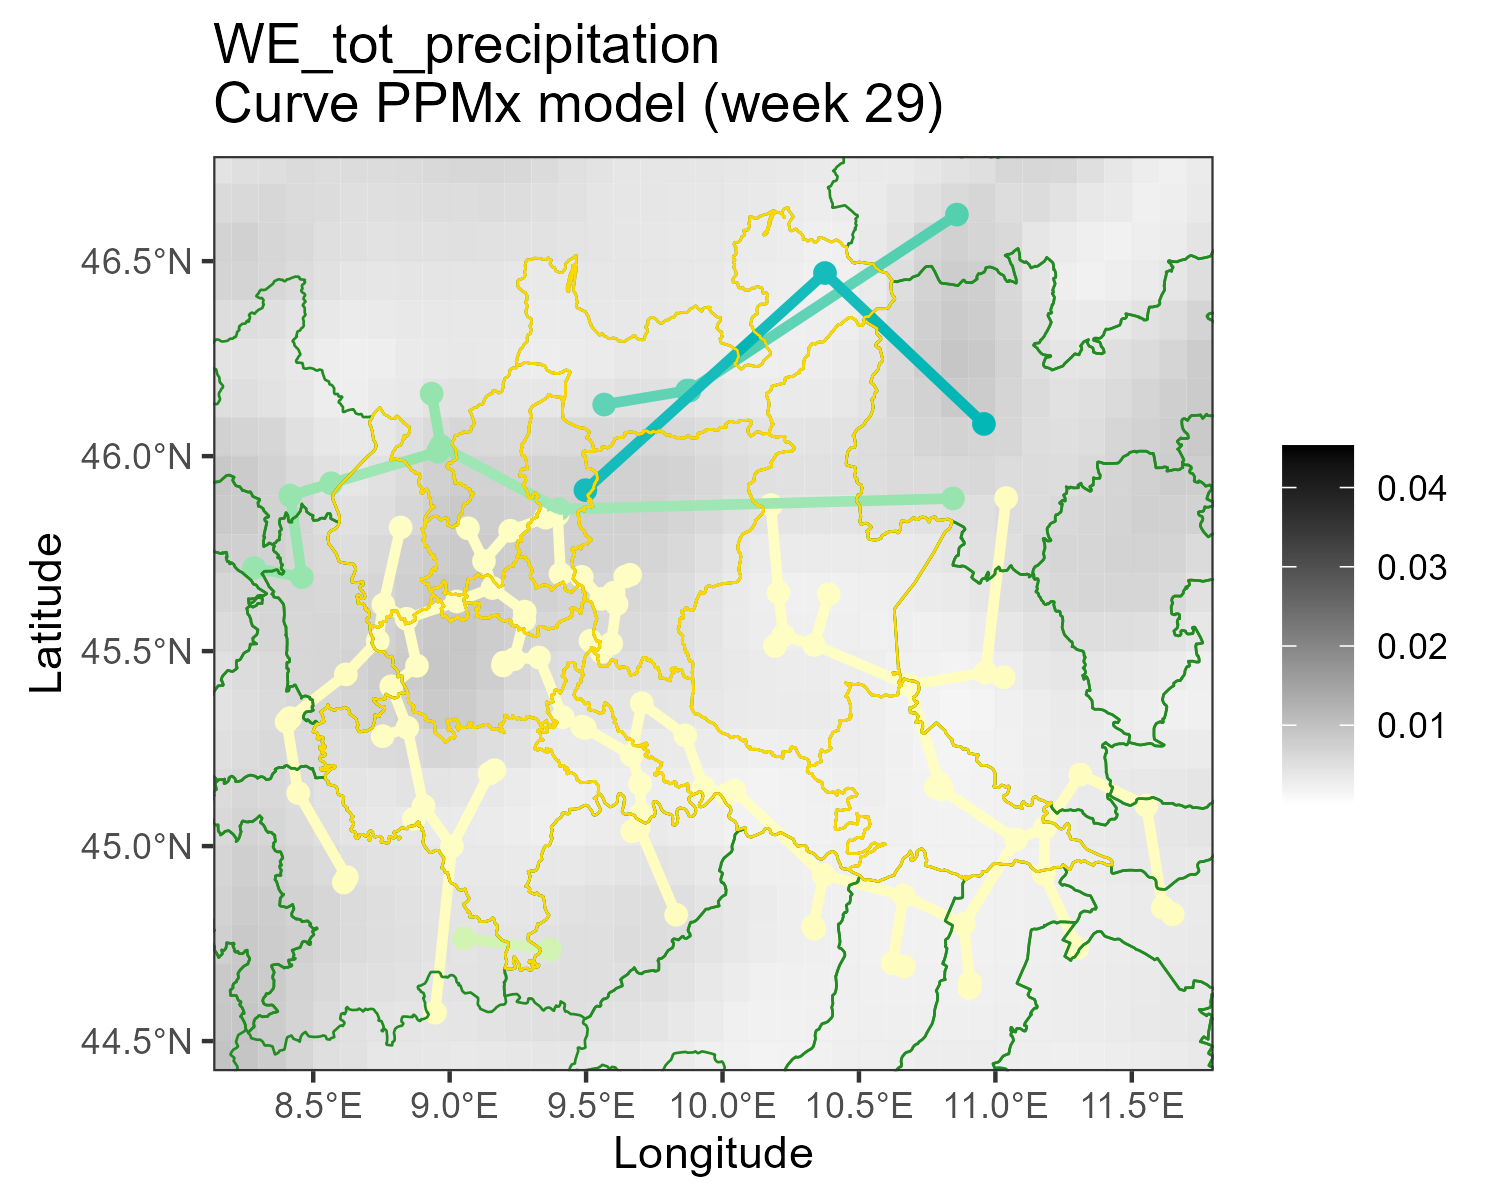 WE_tot_precipitation
Curve PPMx model (week 29)
46.5°N
46.0°N
45.5°N
45.0°N
44.5°N
Latitude
8.5°E
9.0°E
9.5°E
10.0°E
10.5°E
11.0°E
11.5°E
Longitude
0.04
0.03
0.02
0.01